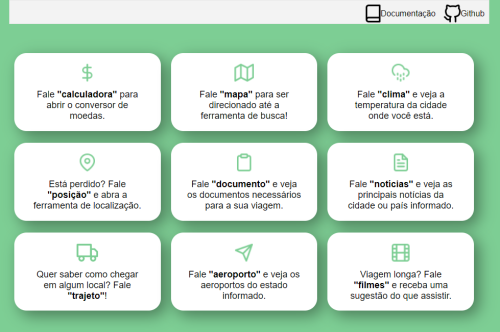 Documentação Github
Fale "calculadora" para
abrir o conversor de
moedas.
Fale "mapa" para ser
direcionado até a
ferramenta de busca!
Fale "clima" e veja a
temperatura da cidade
onde você está.
Está perdido? Fale
"posição" e abra a
ferramenta de localização.
Fale "documento" e veja
os documentos necessários
para a sua viagem.
Fale "noticias" e veja as
principais notícias da
cidade ou país informado.
Quer saber como chegar
em algum local? Fale
"trajeto"!
Fale "aeroporto" e veja os
aeroportos do estado
informado.
Viagem longa? Fale
"filmes" e receba uma
sugestão do que assistir.